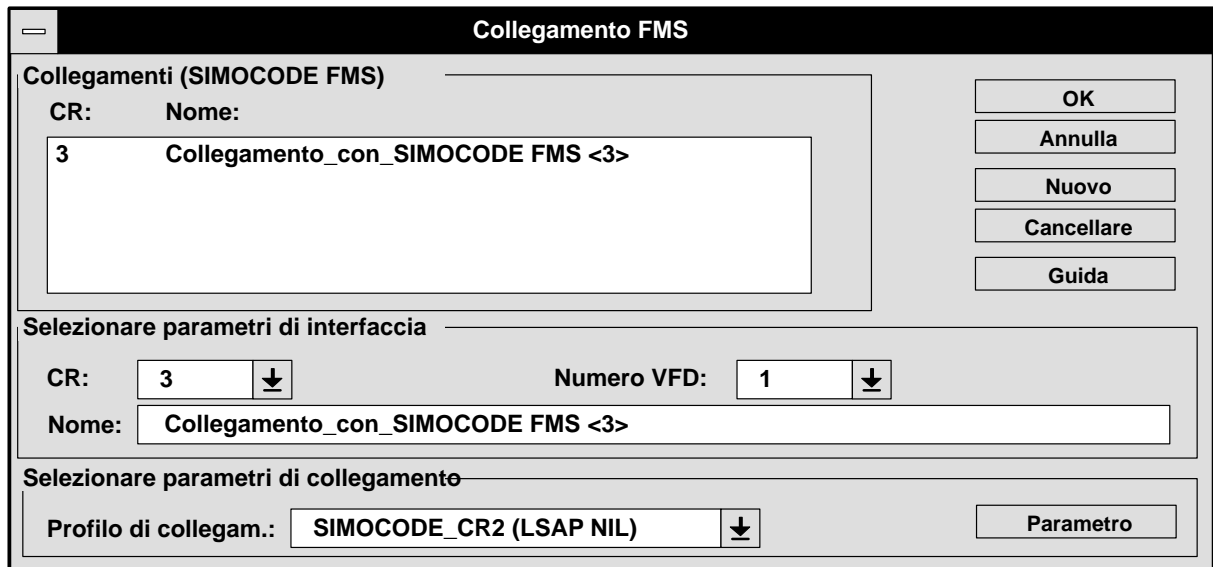 Collegamento FMS
Collegamenti (SIMOCODE FMS)
CR: Nome:
3 Collegamento_con_SIMOCODE FMS <3>
OK
Annulla
Nuovo
Cancellare
Guida
Selezionare parametri di interfaccia
CR: 3 Numero VFD: 1
Nome: Collegamento_con_SIMOCODE FMS <3>
Selezionare parametri di collegamento
Profilo di collegam.: SIMOCODE_CR2 (LSAP NIL) Parametro